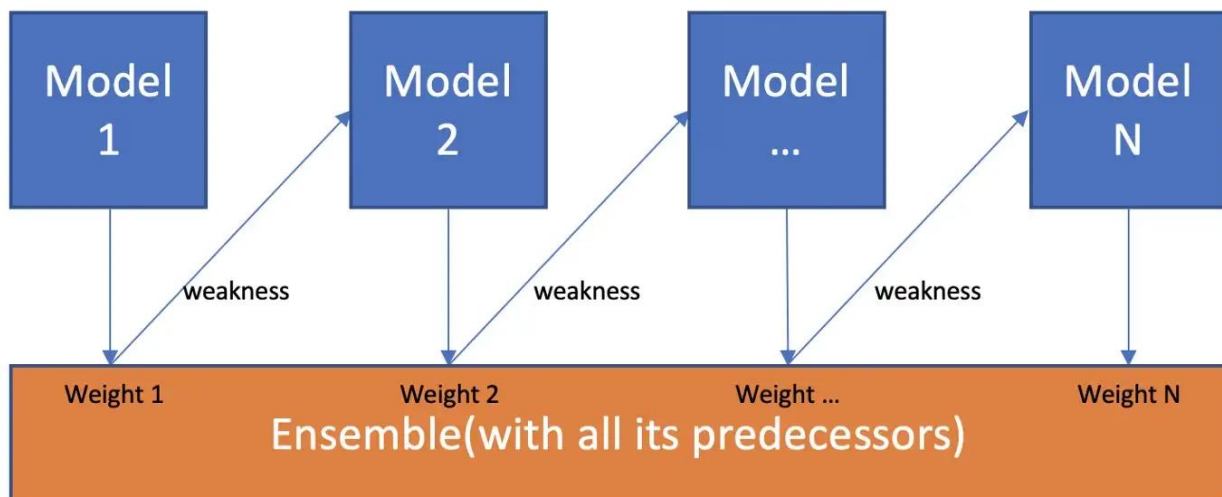 Model
1
Model
2
Model
...
Model
N
weakness
weakness
weakness
Weight 1
Weight 2
Weight ...
Weight N
Ensemble(with all its predecessors)